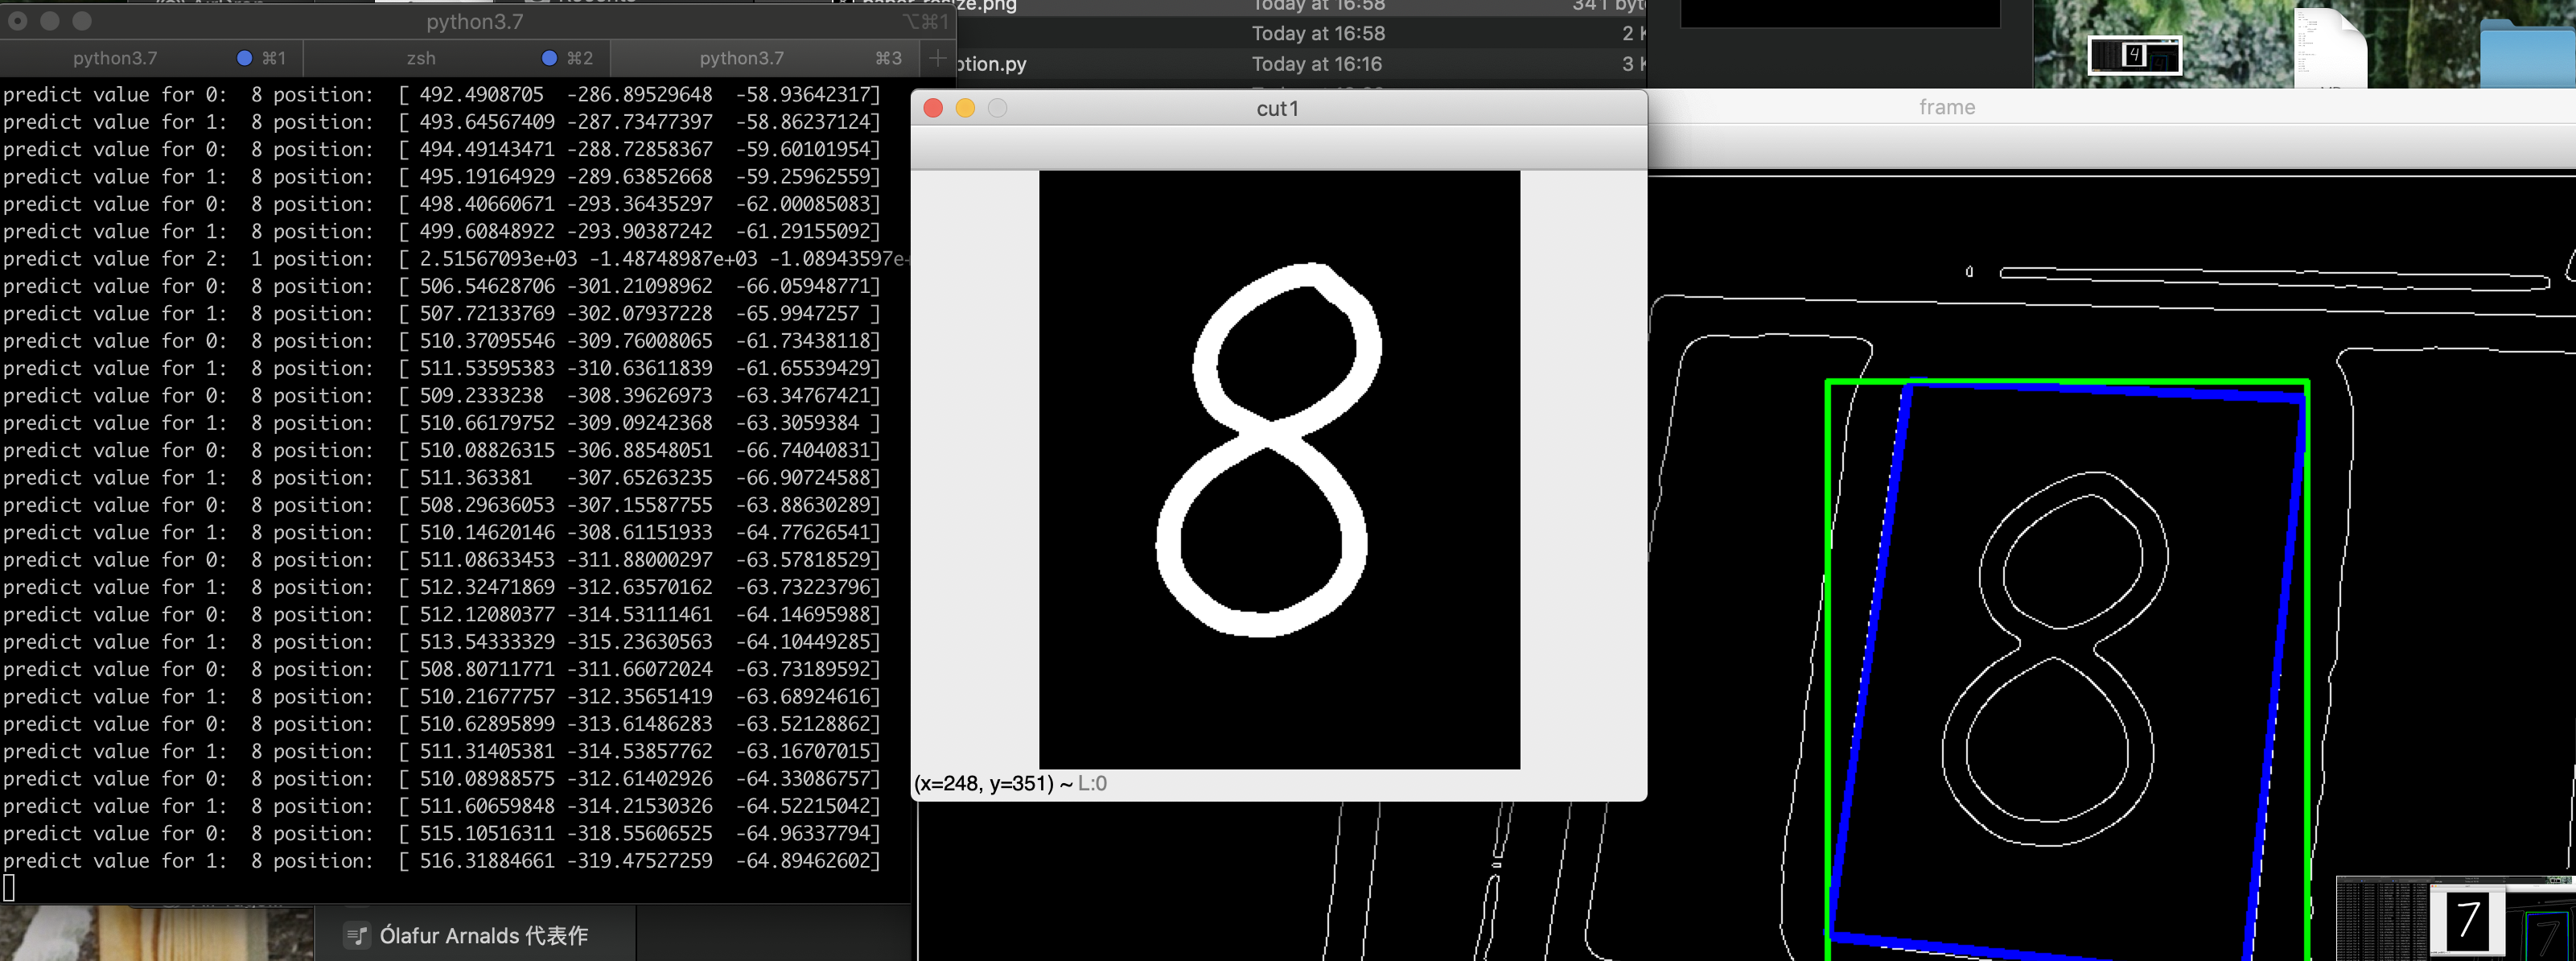 python3.7
⌥⌘1
python3.7 ⌘1
zsh ⌘2
python3.7 ⌘3
predict value for 0:  8 position:  [ 492.4908705  -286.89529648  -58.93642317]
predict value for 1:  8 position:  [ 493.64567409 -287.73477397  -58.86237124]
predict value for 0:  8 position:  [ 494.49143471 -288.72858367  -59.60101954]
predict value for 1:  8 position:  [ 495.19164929 -289.63852668  -59.25962559]
predict value for 0:  8 position:  [ 498.40660671 -293.36435297  -62.00085083]
predict value for 1:  8 position:  [ 499.60848922 -293.90387242  -61.29155092]
predict value for 2:  1 position:  [ 2.51567093e+03 -1.48748987e+03 -1.08943597e+
predict value for 0:  8 position:  [ 506.54628706 -301.21098962  -66.05948771]
predict value for 1:  8 position:  [ 507.72133769 -302.07937228  -65.9947257 ]
predict value for 0:  8 position:  [ 510.37095546 -309.76008065  -61.73438118]
predict value for 1:  8 position:  [ 511.53595383 -310.63611839  -61.65539429]
predict value for 0:  8 position:  [ 509.2333238  -308.39626973  -63.34767421]
predict value for 1:  8 position:  [ 510.66179752 -309.09242368  -63.3059384 ]
predict value for 0:  8 position:  [ 510.08826315 -306.88548051  -66.74040831]
predict value for 1:  8 position:  [ 511.363381   -307.65263235  -66.90724588]
predict value for 0:  8 position:  [ 508.29636053 -307.15587755  -63.88630289]
predict value for 1:  8 position:  [ 510.14620146 -308.61151933  -64.77626541]
predict value for 0:  8 position:  [ 511.08633453 -311.88000297  -63.57818529]
predict value for 1:  8 position:  [ 512.32471869 -312.63570162  -63.73223796]
predict value for 0:  8 position:  [ 512.12080377 -314.53111461  -64.14695988]
predict value for 1:  8 position:  [ 513.54333329 -315.23630563  -64.10449285]
predict value for 0:  8 position:  [ 508.80711771 -311.66072024  -63.73189592]
predict value for 1:  8 position:  [ 510.21677757 -312.35651419  -63.68924616]
predict value for 0:  8 position:  [ 510.62895899 -313.61486283  -63.52128862]
predict value for 1:  8 position:  [ 511.31405381 -314.53857762  -63.16707015]
predict value for 0:  8 position:  [ 510.08988575 -312.61402926  -64.33086757]
predict value for 1:  8 position:  [ 511.60659848 -314.21530326  -64.52215042]
predict value for 0:  8 position:  [ 515.10516311 -318.55606525  -64.96337794]
predict value for 1:  8 position:  [ 516.31884661 -319.47527259  -64.89462602]
Ólafur Arnalds 代表作
Today at 16:58
Today at 16:58 2 K
ption.py Today at 16:16 3 K
cut1
8
(x=248, y=351) ~ L:0
frame
8
4
7
7